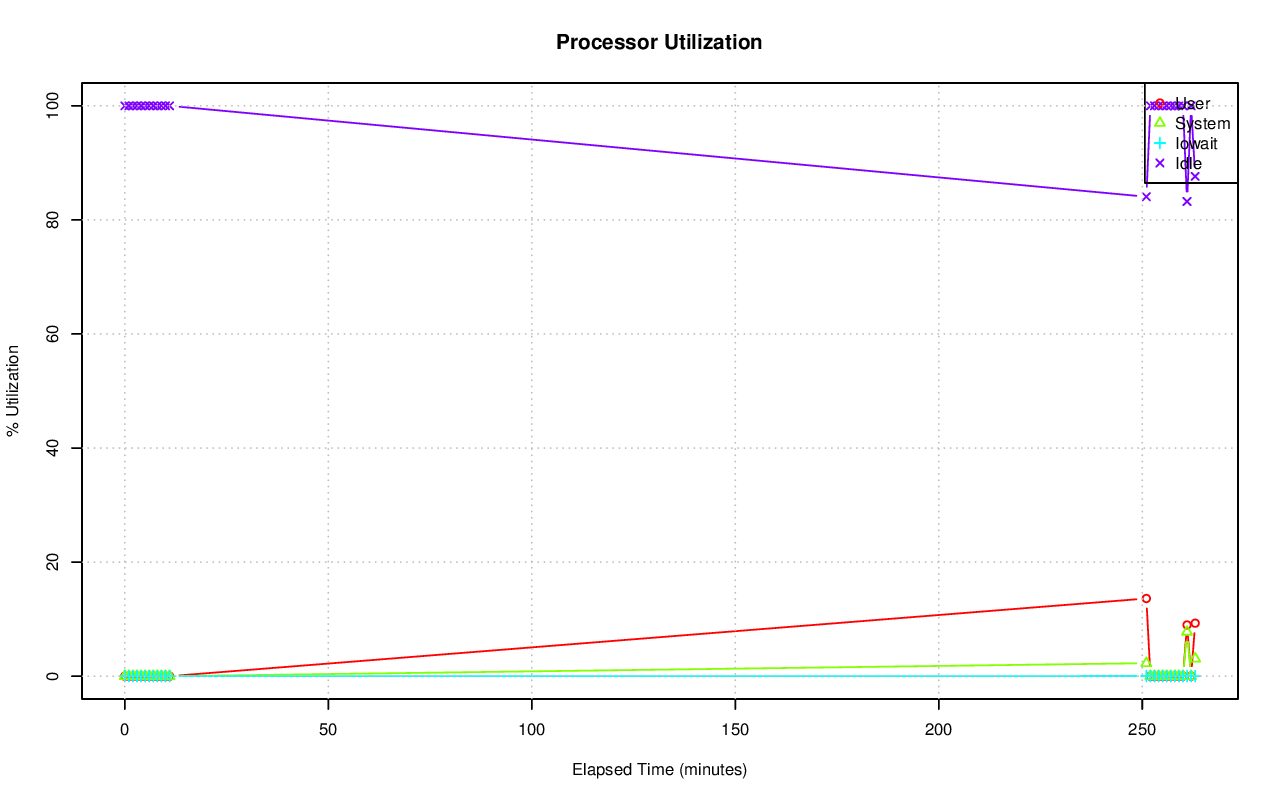 Processor Utilization
100
80
60
40
20
0
% Utilization
User
System
Iowait
Idle
0 50 100 150 200 250
Elapsed Time (minutes)